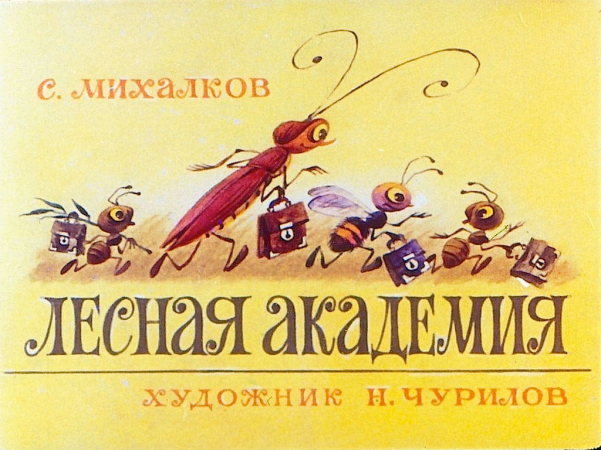 С. МИХАЛКОВ
ЛЕСНАЯ АКАДЕМИЯ
ХУДОЖНИК Н. ЧУРИЛОВ